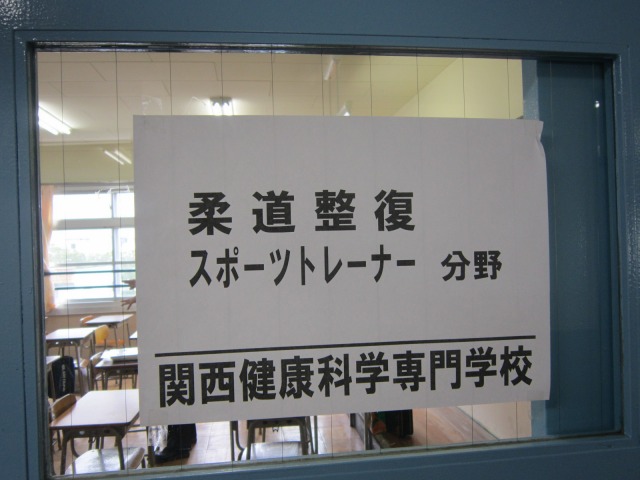 柔道整復
スポーツトレーナー 分野
関西健康科学専門学校